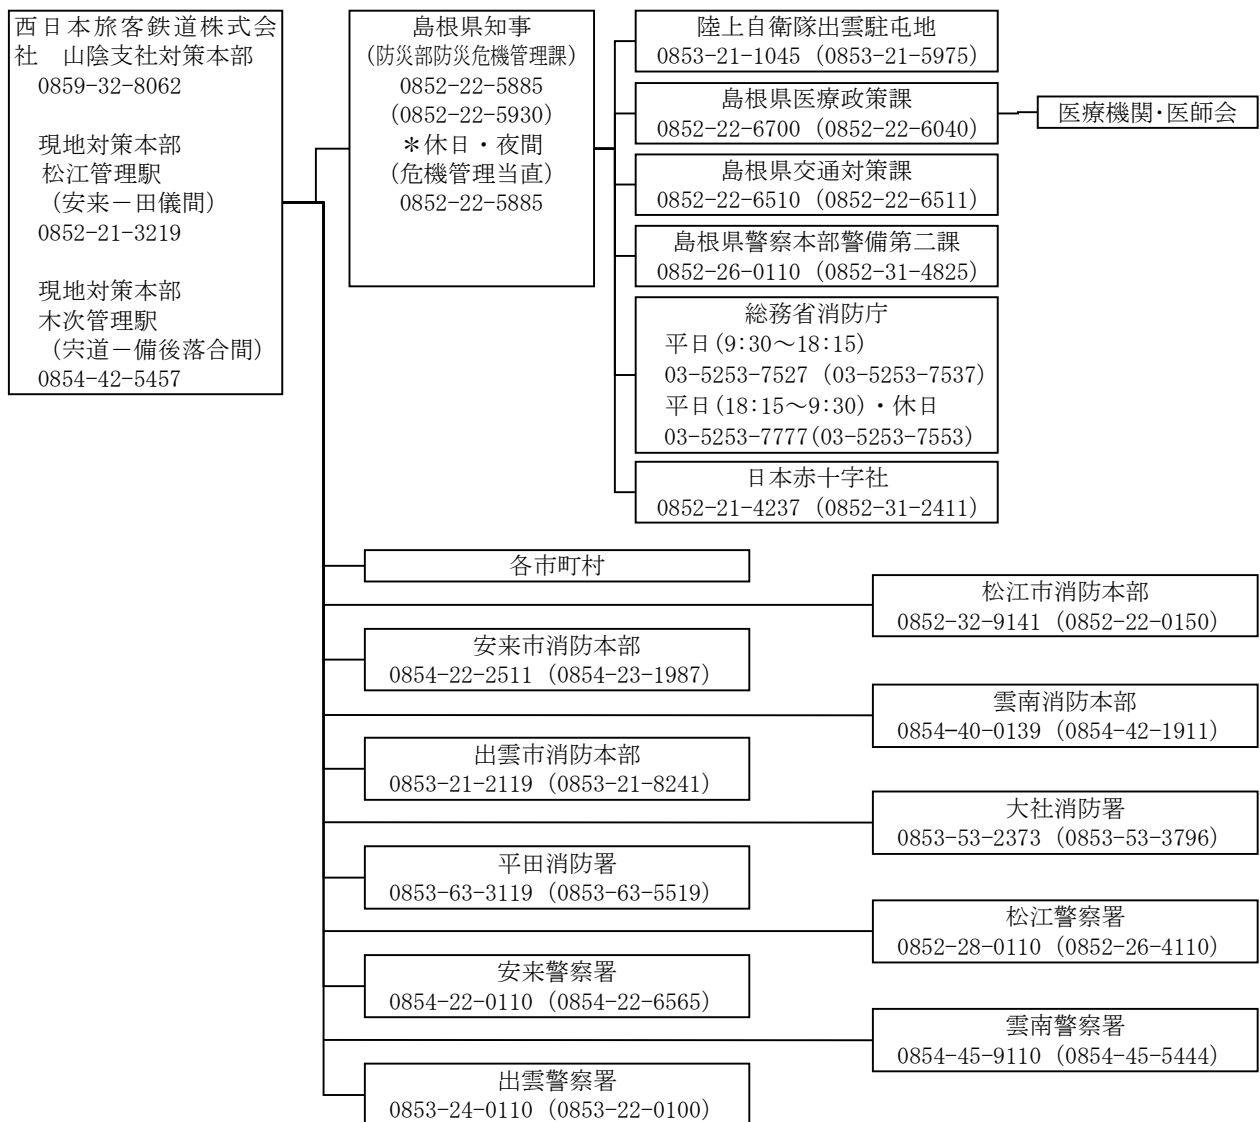 西日本旅客鉄道株式会
社　山陰支社対策本部
0859-32-8062
現地対策本部
松江管理駅
（安来－田儀間）
0852-21-3219
現地対策本部
木次管理駅
（宍道－備後落合間）
0854-42-5457
島根県知事
(防災部防災危機管理課)
0852-22-5885
(0852-22-5930)
＊休日・夜間
(危機管理当直)
0852-22-5885
陸上自衛隊出雲駐屯地
0853-21-1045 (0853-21-5975)
島根県医療政策課
0852-22-6700 (0852-22-6040)
医療機関・医師会
島根県交通対策課
0852-22-6510 (0852-22-6511)
島根県警察本部警備第二課
0852-26-0110 (0852-31-4825)
総務省消防庁
平日(9:30～18:15)
03-5253-7527 (03-5253-7537)
平日(18:15～9:30)・休日
03-5253-7777(03-5253-7553)
日本赤十字社
0852-21-4237 (0852-31-2411)
各市町村
松江市消防本部
0852-32-9141 (0852-22-0150)
安来市消防本部
0854-22-2511 (0854-23-1987)
雲南消防本部
0854-40-0139 (0854-42-1911)
出雲市消防本部
0853-21-2119 (0853-21-8241)
大社消防署
0853-53-2373 (0853-53-3796)
平田消防署
0853-63-3119 (0853-63-5519)
松江警察署
0852-28-0110 (0852-26-4110)
安来警察署
0854-22-0110 (0854-22-6565)
雲南警察署
0854-45-9110 (0854-45-5444)
出雲警察署
0853-24-0110 (0853-22-0100)